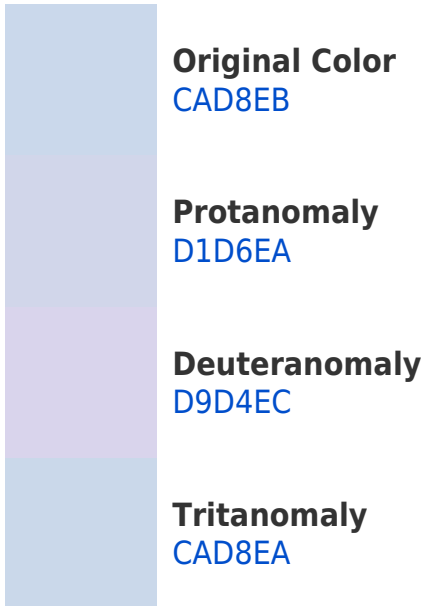 Original Color
CAD8EB
Protanomaly
D1D6EA
Deuteranomaly
D9D4EC
Tritanomaly
CAD8EA